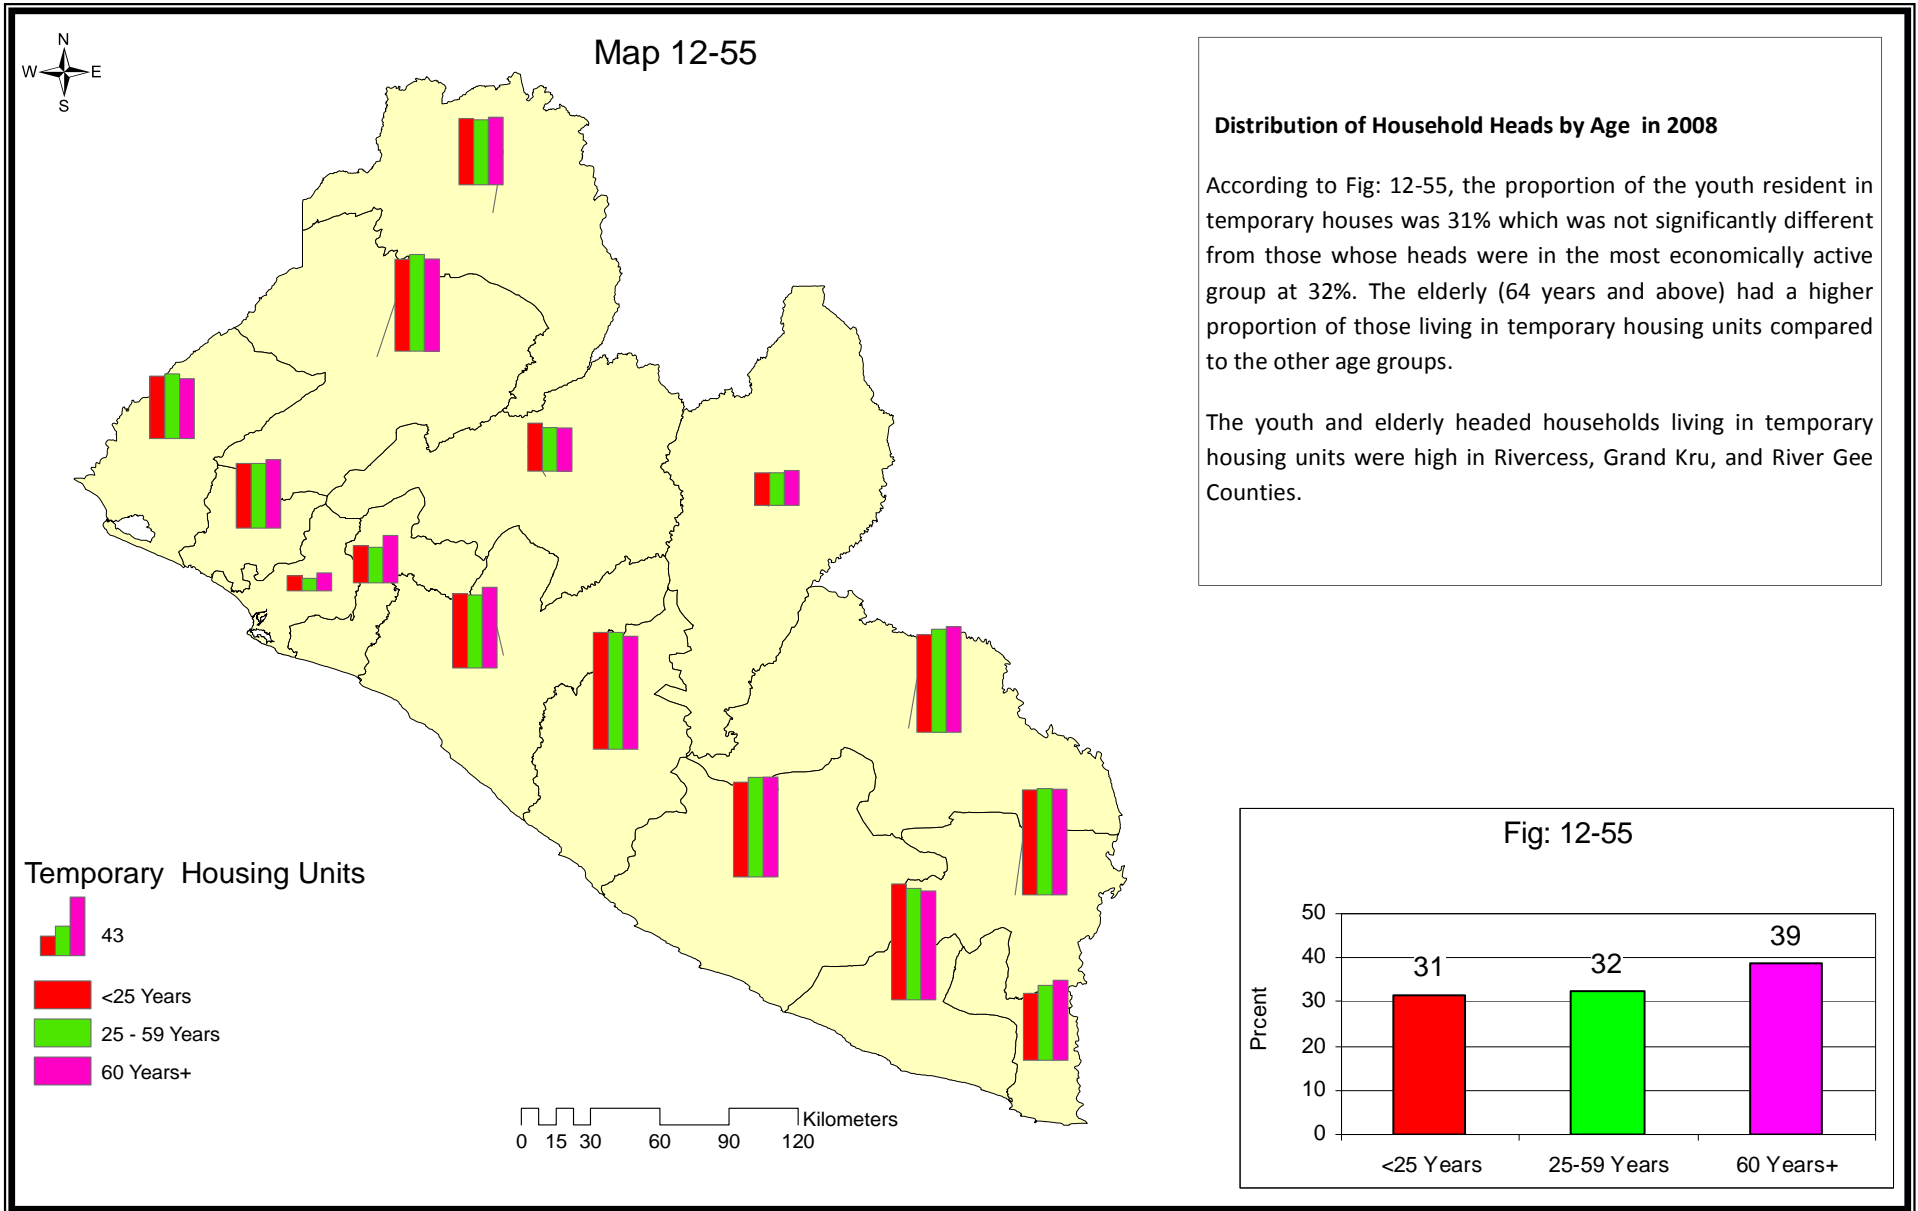 Map 12-55
N
W E
S
Distribution of Household Heads by Age in 2008
According to Fig: 12-55, the proportion of the youth resident in
temporary houses was 31% which was not significantly different
from those whose heads were in the most economically active
group at 32%. The elderly (64 years and above) had a higher
proportion of those living in temporary housing units compared
to the other age groups.
The youth and elderly headed households living in temporary
housing units were high in Rivercess, Grand Kru, and River Gee
Counties.
Temporary Housing Units
43
<25 Years
25 - 59 Years
60 Years+
Kilometers
0 15 30 60 90 120
Fig: 12-55
Prcent
50
40
30
20
10
0
31
32
39
<25 Years
25-59 Years
60 Years+